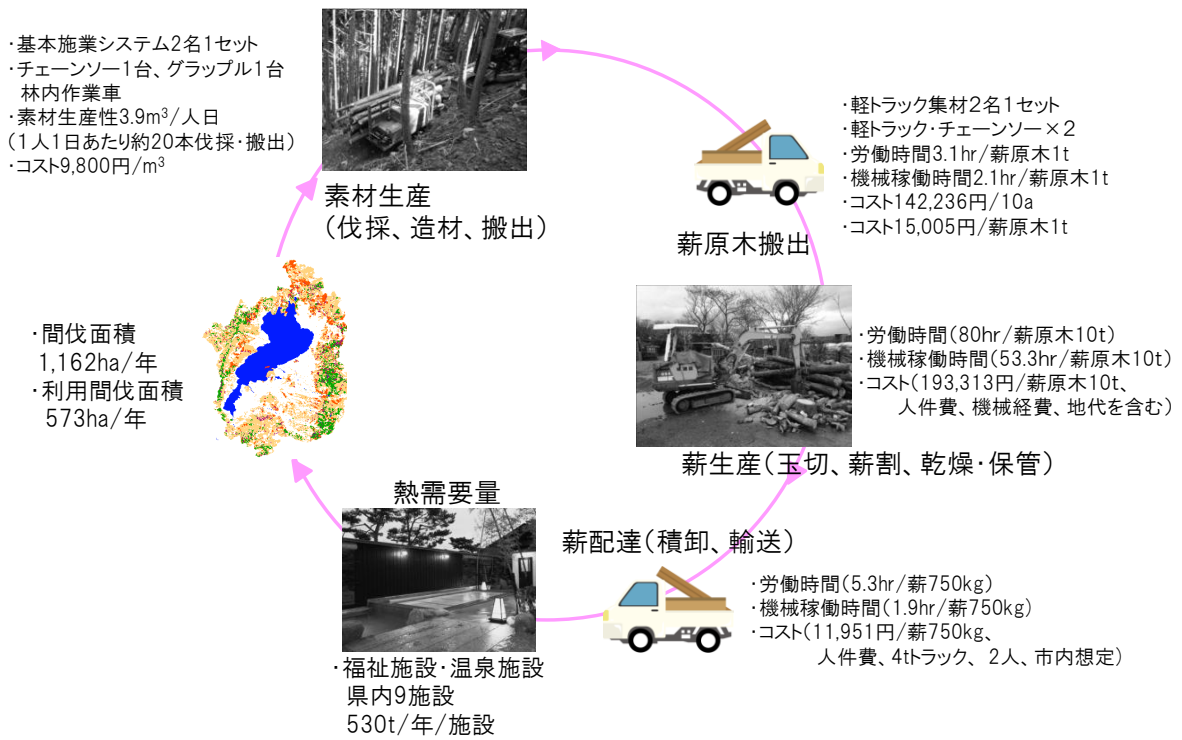 ・基本施業システム2名1セット
・チェーンソー1台、グラップル1台
林内作業車
・素材生産性3.9m³/人日
(1人1日あたり約20本伐採・搬出)
・コスト9,800円/m³
素材生産
(伐採、造材、搬出)
・軽トラック集材2名1セット
・軽トラック・チェーンソー×2
・労働時間3.1hr/薪原木1t
・機械稼働時間2.1hr/薪原木1t
・コスト142,236円/10a
・コスト15,005円/薪原木1t
薪原木搬出
・労働時間(80hr/薪原木10t)
・機械稼働時間(53.3hr/薪原木10t)
・コスト(193,313円/薪原木10t、
人件費、機械経費、地代を含む)
薪生産(玉切、薪割、乾燥・保管)
薪配達(積卸、輸送)
・労働時間(5.3hr/薪750kg)
・機械稼働時間(1.9hr/薪750kg)
・コスト(11,951円/薪750kg、
人件費、4tトラック、2人、市内想定)
熱需要量
・福祉施設・温泉施設
県内9施設
530t/年/施設
・間伐面積
1,162ha/年
・利用間伐面積
573ha/年